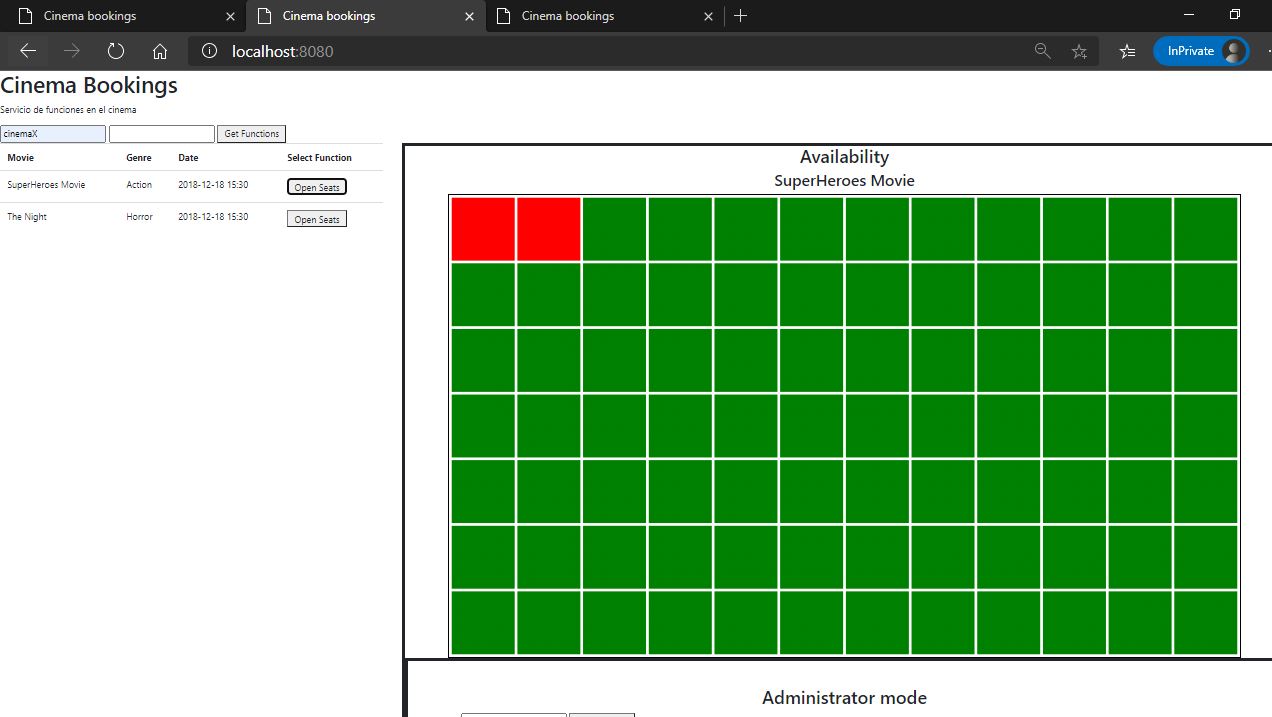 Cinema bookings
Cinema bookings
Cinema bookings
localhost:8080
InPrivate
Cinema Bookings
Servicio de funciones en el cinema
cinemaX
Get Functions
Movie Genre Date Select Function
SuperHeroes Movie Action 2018-12-18 15:30 Open Seats
The Night Horror 2018-12-18 15:30 Open Seats
Availability
SuperHeroes Movie
Administrator mode